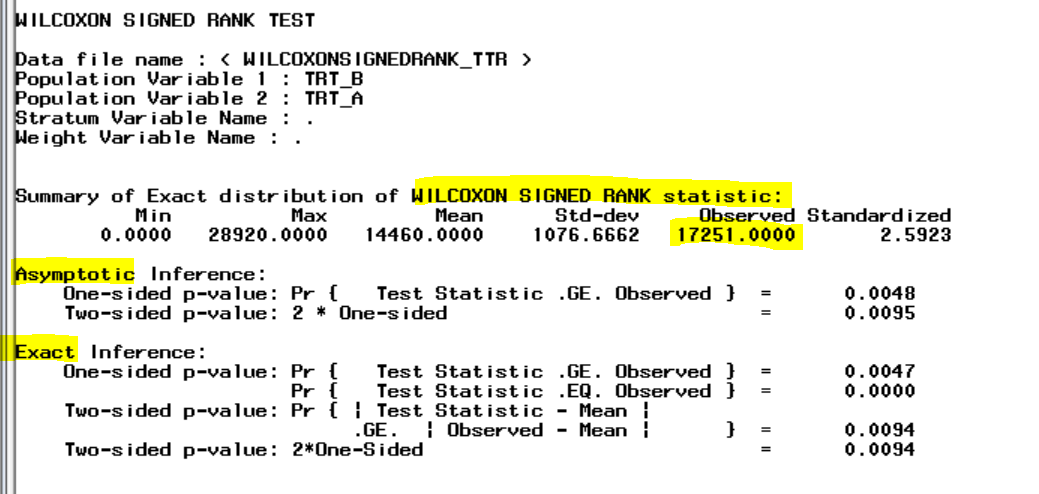 WILCOXON SIGNED RANK TEST
Data file name : < WILCOXONSIGNEDRANK_TTR >
Population Variable 1 : TRT_B
Population Variable 2 : TRT_A
Stratum Variable Name : .
Weight Variable Name : .
Summary of Exact distribution of WILCOXON SIGNED RANK statistic:
Min Max Mean Std-dev Observed Standardized
0.0000 28920.0000 14460.0000 1076.6662 17251.0000 2.5923
Asymptotic Inference:
One-sided p-value: Pr { Test Statistic .GE. Observed } = 0.0048
Two-sided p-value: 2 * One-sided = 0.0095
Exact Inference:
One-sided p-value: Pr { Test Statistic .GE. Observed } = 0.0047
Pr { Test Statistic .EQ. Observed } = 0.0000
Two-sided p-value: Pr { | Test Statistic - Mean |
.GE. | Observed - Mean | } = 0.0094
Two-sided p-value: 2*One-Sided = 0.0094